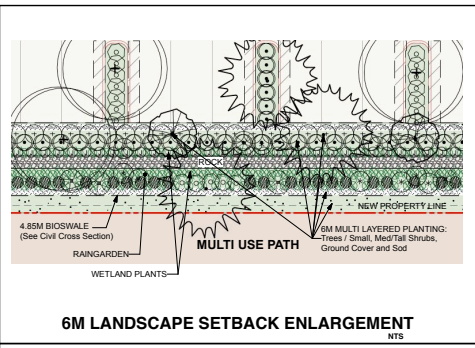 ROCK
NEW PROPERTY LINE
4.85M BIOSWALE
(See Civil Cross Section)
6M MULTI LAYERED PLANTING:
Trees / Small, Med/Tall Shrubs,
Ground Cover and Sod
MULTI USE PATH
RAINGARDEN
WETLAND PLANTS
6M LANDSCAPE SETBACK ENLARGEMENT
NTS